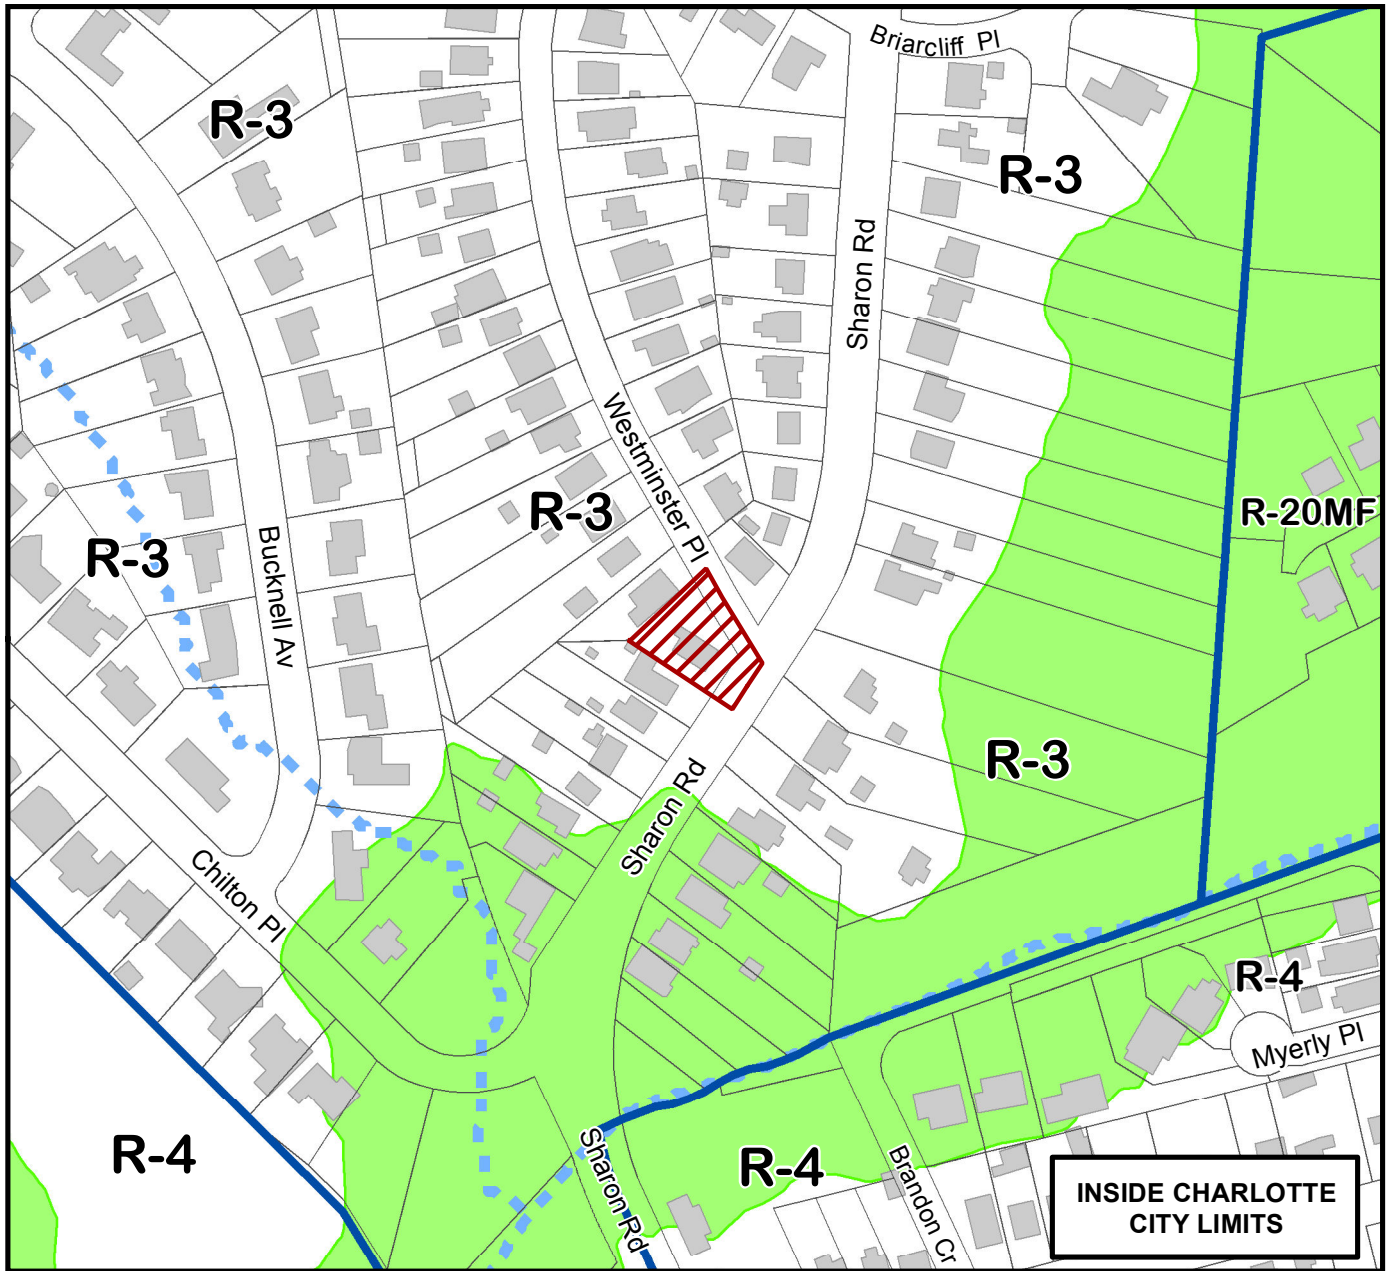 Briarcliff Pl
R-3
R-3
Sharon Rd
Westminster Pl
R-3
R-20MF
R-3
Bucknell Av
R-3
Sharon Rd
Chilton Pl
R-4
Myerly Pl
R-4
R-4
Sharon Rd
Brandon Cr
INSIDE CHARLOTTE
CITY LIMITS